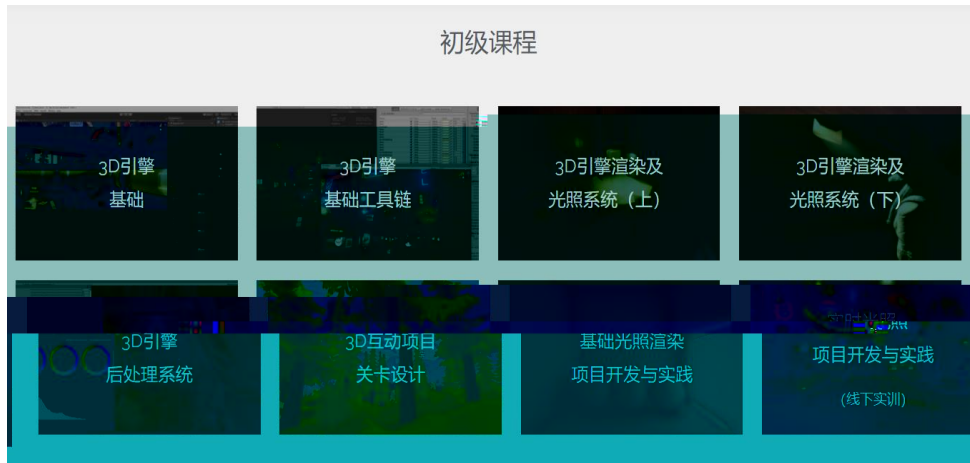 初级课程
3D引擎
基础
3D引擎
基础工具链
3D引擎渲染及
光照系统（上）
3D引擎渲染及
光照系统（下）
3D引擎
后处理系统
3D互动项目
关卡设计
基础光照渲染
项目开发与实践
项目开发与实践
(线下实训)